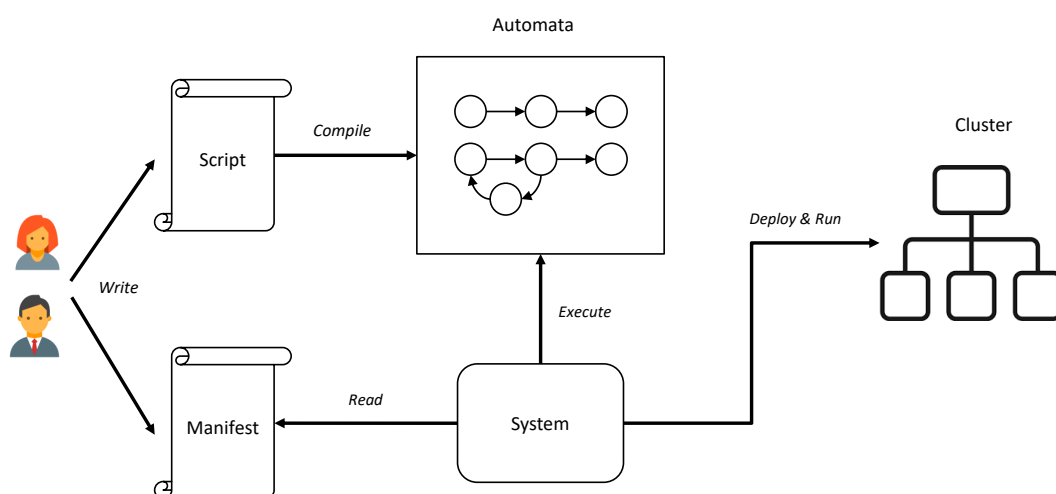 Automata
Script
Compile
Cluster
Deploy & Run
Write
Execute
Manifest
Read
System